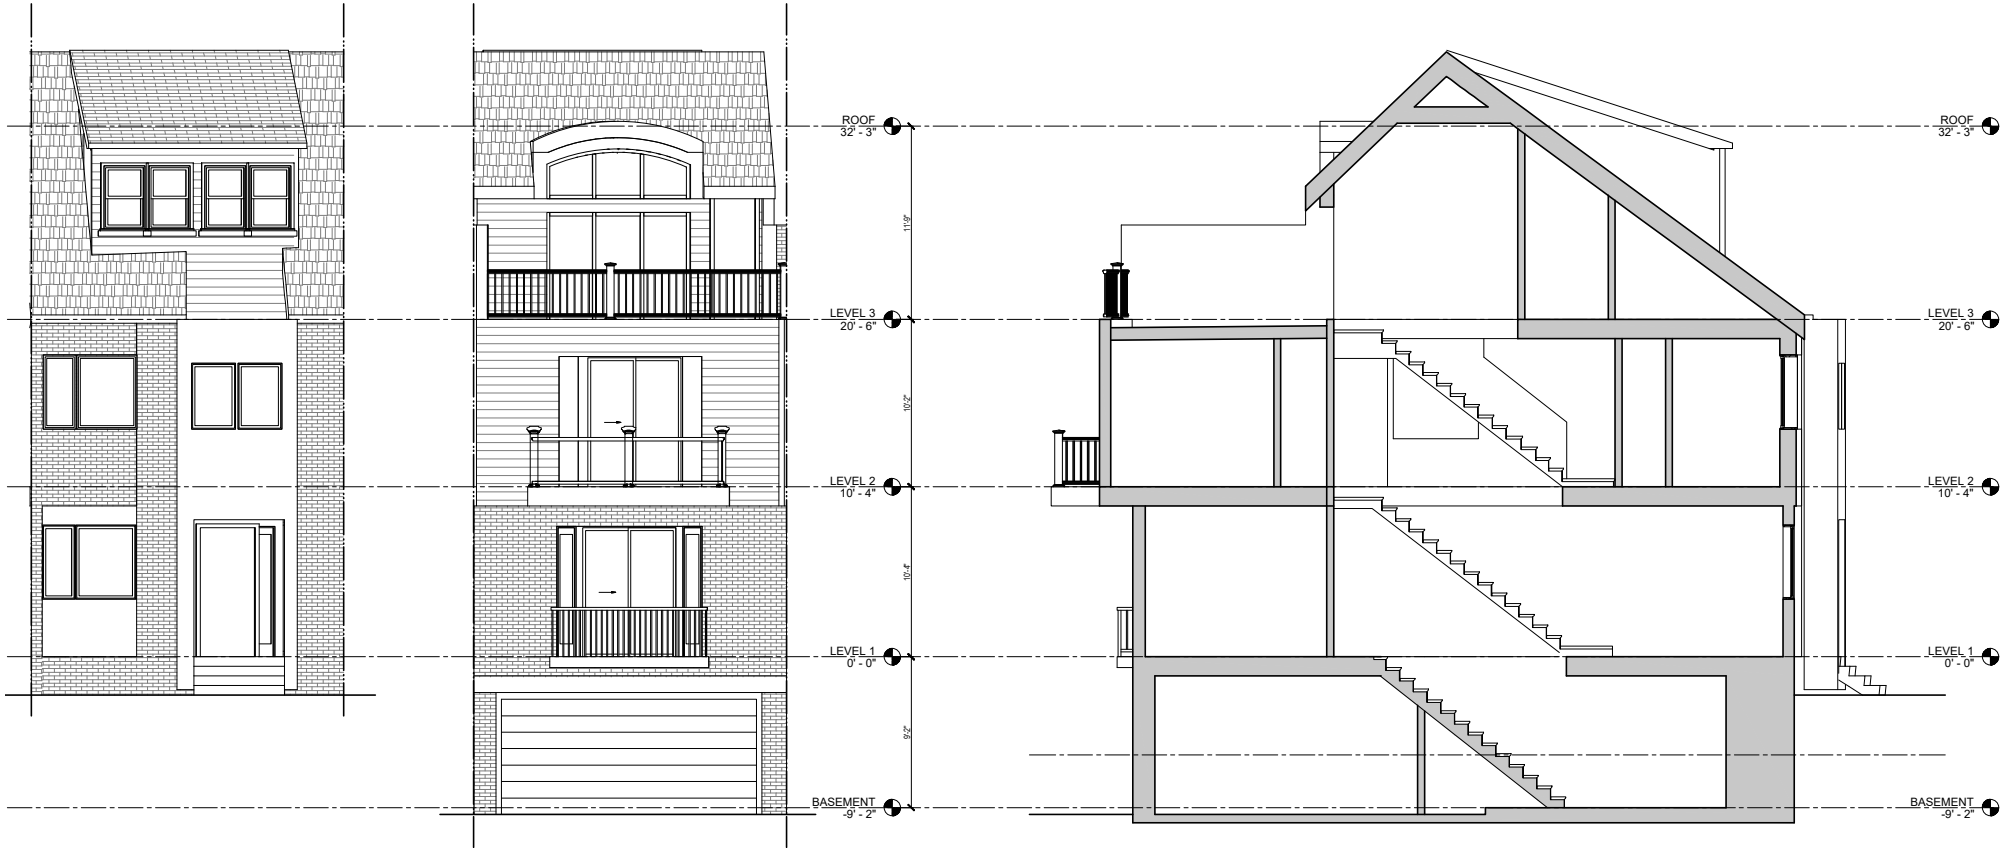 ROOF
32' - 3"
11'-9"
LEVEL 3
20' - 6"
10'-2"
LEVEL 2
10' - 4"
10'-4"
LEVEL 1
0' - 0"
9'-2"
BASEMENT
-9' - 2"
ROOF
32' - 3"
LEVEL 3
20' - 6"
LEVEL 2
10' - 4"
LEVEL 1
0' - 0"
BASEMENT
-9' - 2"